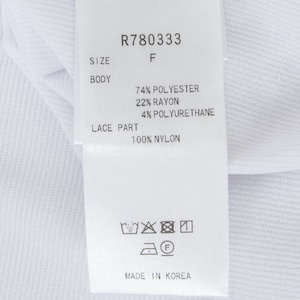 R780333
SIZE F
BODY
74% POLYESTER
22% RAYON
4% POLYURETHANE
LACE PART
100% NYLON
F
MADE IN KOREA